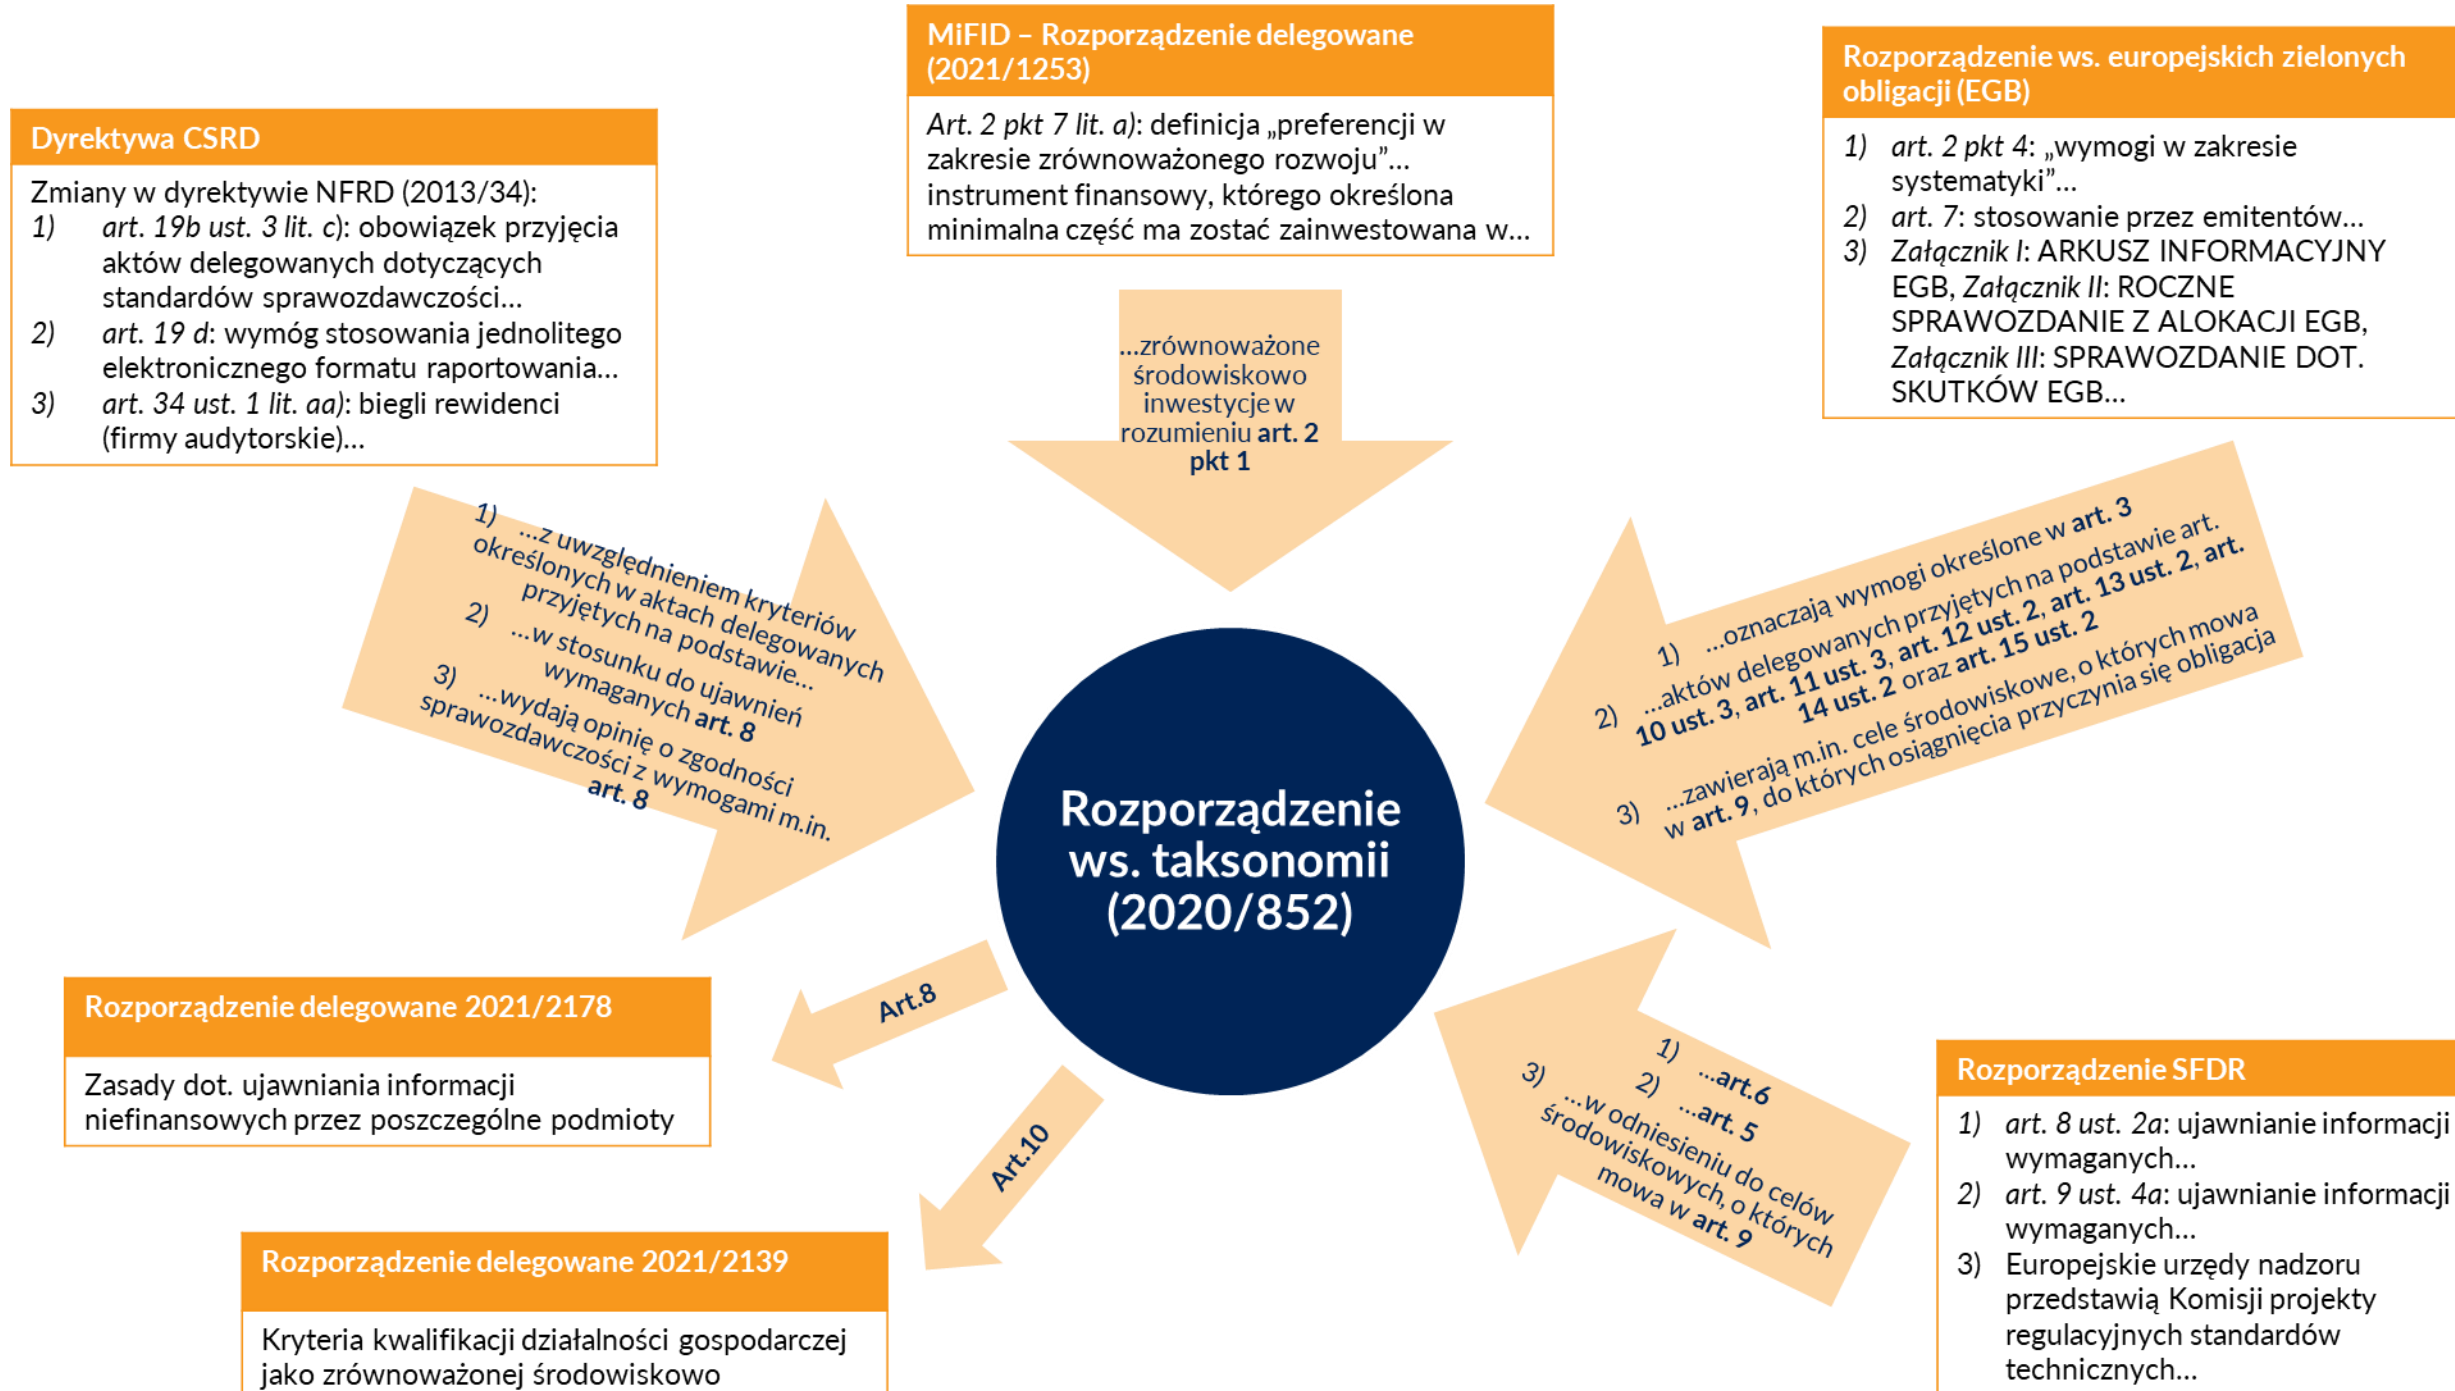 MiFID – Rozporządzenie delegowane
(2021/1253)
Art. 2 pkt 7 lit. a): definicja „preferencji w
zakresie zrównoważonego rozwoju”...
instrument finansowy, którego określona
minimalna część ma zostać zainwestowana w...
Rozporządzenie ws. europejskich zielonych
obligacji (EGB)
1) art. 2 pkt 4: „wymogi w zakresie
systematyki”...
2) art. 7: stosowanie przez emitentów...
3) Załącznik I: ARKUSZ INFORMACYJNY
EGB, Załącznik II: ROCZNE
SPRAWOZDANIE Z ALOKACJI EGB,
Załącznik III: SPRAWOZDANIE DOT.
SKUTKÓW EGB...
Dyrektywa CSRD
Zmiany w dyrektywie NFRD (2013/34):
1) art. 19b ust. 3 lit. c): obowiązek przyjęcia
aktów delegowanych dotyczących
standardów sprawozdawczości...
2) art. 19 d: wymóg stosowania jednolitego
elektronicznego formatu raportowania...
3) art. 34 ust. 1 lit. aa): biegli rewidenci
(firmy audytorskie)...
...zrównoważone
środowiskowo
inwestycje w
rozumieniu art. 2
pkt 1
1) ...z uwzględnieniem kryteriów
określonych w aktach delegowanych
przyjętych na podstawie...
2) ...w stosunku do ujawnień
wymaganych art. 8
3) ...wydają opinię o zgodności
sprawozdawczości z wymogami m.in.
art. 8
1) ...oznaczają wymogi określone w art. 3
2) ...aktów delegowanych przyjętych na podstawie art.
10 ust. 3, art. 11 ust. 3, art. 12 ust. 2, art. 13 ust. 2, art.
14 ust. 2 oraz art. 15 ust. 2
3) ...zawierają m.in. cele środowiskowe, o których mowa
w art. 9, do których osiągnięcia przyczynia się obligacja
Rozporządzenie
ws. taksonomii
(2020/852)
Art.8
Rozporządzenie delegowane 2021/2178
Zasady dot. ujawniania informacji
niefinansowych przez poszczególne podmioty
Art.10
Rozporządzenie delegowane 2021/2139
Kryteria kwalifikacji działalności gospodarczej
jako zrównoważonej środowiskowo
1) ...art.6
2) ...art. 5
3) ...w odniesieniu do celów
środowiskowych, o których
mowa w art. 9
Rozporządzenie SFDR
1) art. 8 ust. 2a: ujawnianie informacji
wymaganych...
2) art. 9 ust. 4a: ujawnianie informacji
wymaganych...
3) Europejskie urzędy nadzoru
przedstawią Komisji projekty
regulacyjnych standardów
technicznych...